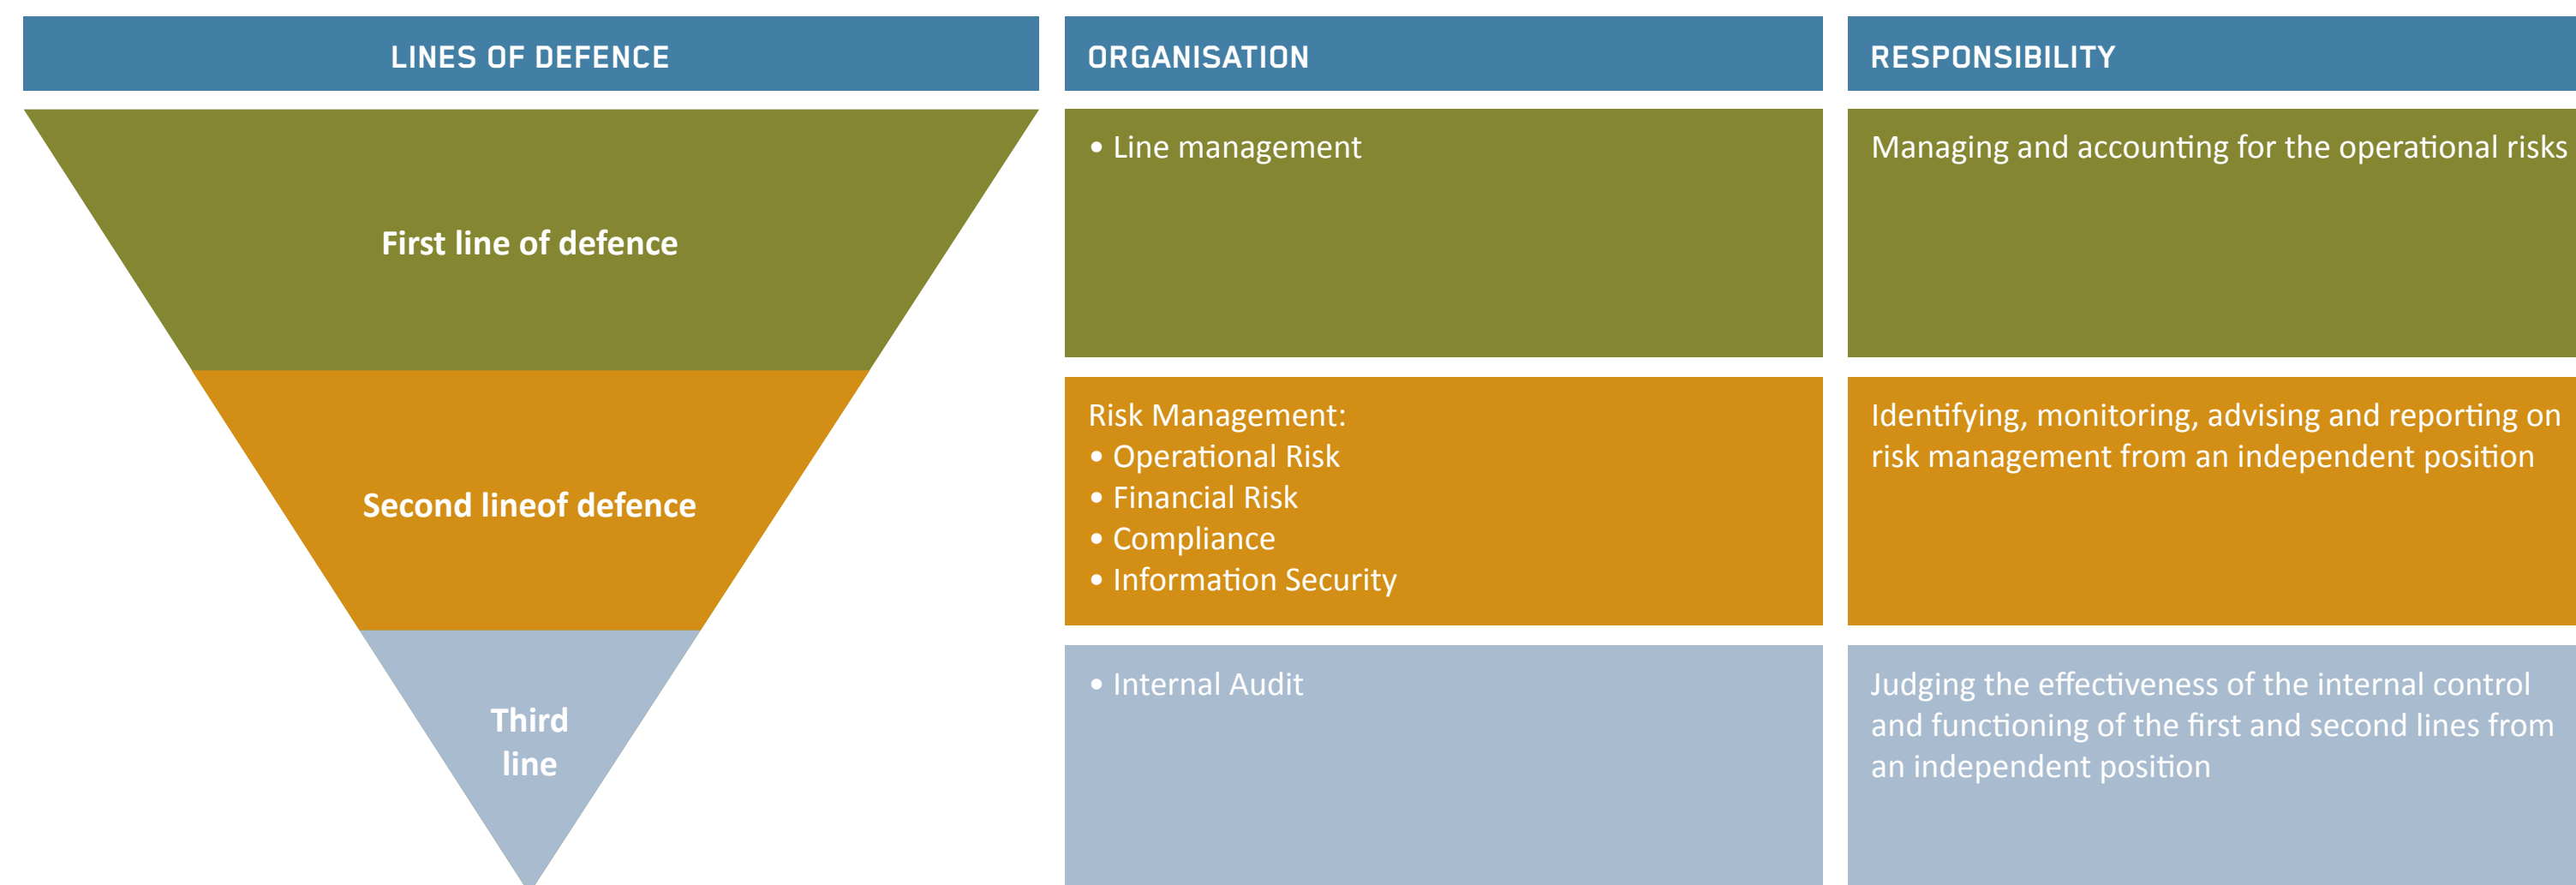 LINES OF DEFENCE
ORGANISATION
RESPONSIBILITY
First line of defence
• Line management
Managing and accounting for the operational risks
Second lineof defence
Risk Management:
• Operational Risk
• Financial Risk
• Compliance
• Information Security
Identifying, monitoring, advising and reporting on
risk management from an independent position
Third
line
• Internal Audit
Judging the effectiveness of the internal control
and functioning of the first and second lines from
an independent position